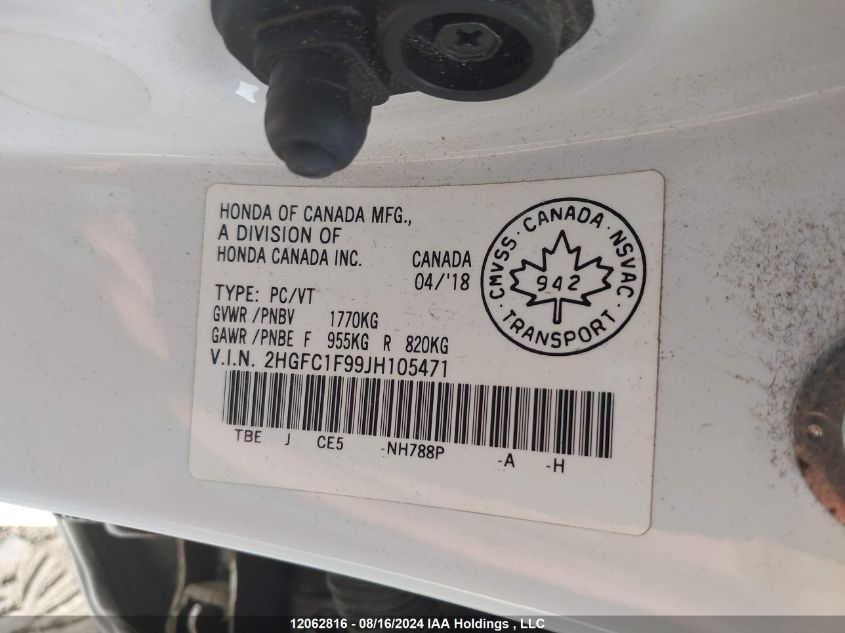 HONDA OF CANADA MFG.,
A DIVISION OF
HONDA CANADA INC.
CANADA
04/'18
TYPE: PC/VT
GVWR /PNBV 1770KG
GAWR /PNBE F 955KG R 820KG
V.I.N. 2HGFC1F99JH105471
TBE J CE5 -NH788P -A -H
CMVSS · CANADA · NSVAC
942
· TRANSPORT ·
12062816 - 08/16/2024 IAA Holdings , LLC